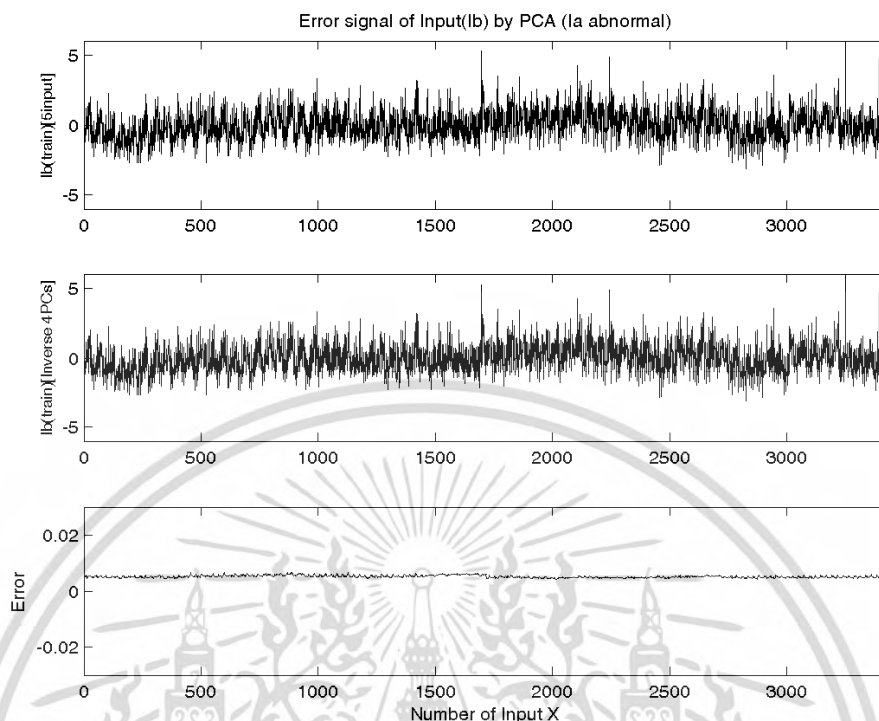 Error signal of Input(Ib) by PCA (Ia abnormal)
Ib(train)[6input]
5
0
-5
0 500 1000 1500 2000 2500 3000
Ib(train)[Inverse 4PCs]
5
0
-5
0 500 1000 1500 2000 2500 3000
Error
0.02
0
-0.02
0 500 1000 1500 2000 2500 3000
Number of Input X